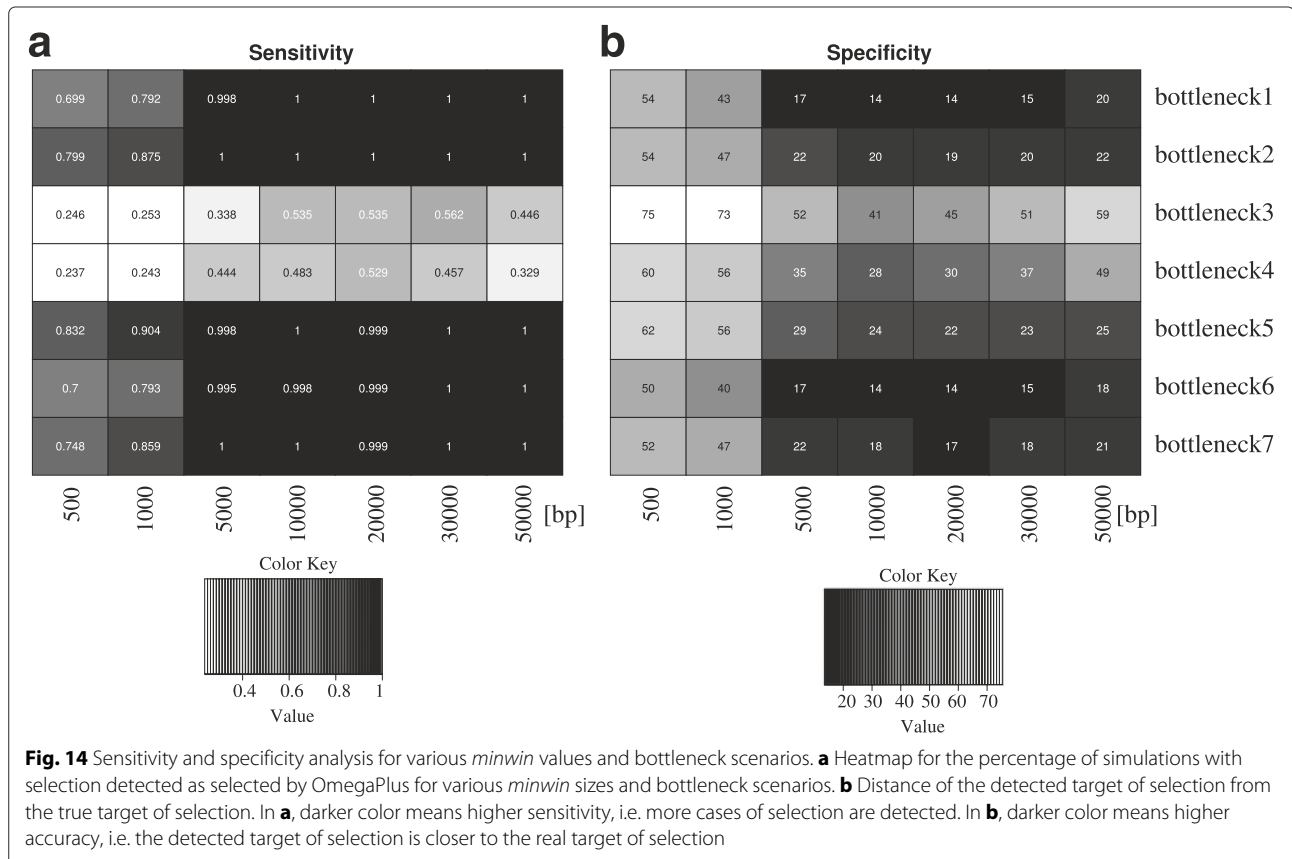 a
Sensitivity
0.699 0.792 0.998 1 1 1 1
0.799 0.875 1 1 1 1 1
0.246 0.253 0.338 0.535 0.535 0.562 0.446
0.237 0.243 0.444 0.483 0.529 0.457 0.329
0.832 0.904 0.998 1 0.999 1 1
0.7 0.793 0.995 0.998 0.999 1 1
0.748 0.859 1 1 0.999 1 1
500 1000 5000 10000 20000 30000 50000 [bp]
Color Key
0.4 0.6 0.8 1
Value
b
Specificity
54 43 17 14 14 15 20 bottleneck1
54 47 22 20 19 20 22 bottleneck2
75 73 52 41 45 51 59 bottleneck3
60 56 35 28 30 37 49 bottleneck4
62 56 29 24 22 23 25 bottleneck5
50 40 17 14 14 15 18 bottleneck6
52 47 22 18 17 18 21 bottleneck7
500 1000 5000 10000 20000 30000 50000 [bp]
Color Key
20 30 40 50 60 70
Value
Fig. 14 Sensitivity and specificity analysis for various minwin values and bottleneck scenarios. a Heatmap for the percentage of simulations with
selection detected as selected by OmegaPlus for various minwin sizes and bottleneck scenarios. b Distance of the detected target of selection from
the true target of selection. In a, darker color means higher sensitivity, i.e. more cases of selection are detected. In b, darker color means higher
accuracy, i.e. the detected target of selection is closer to the real target of selection